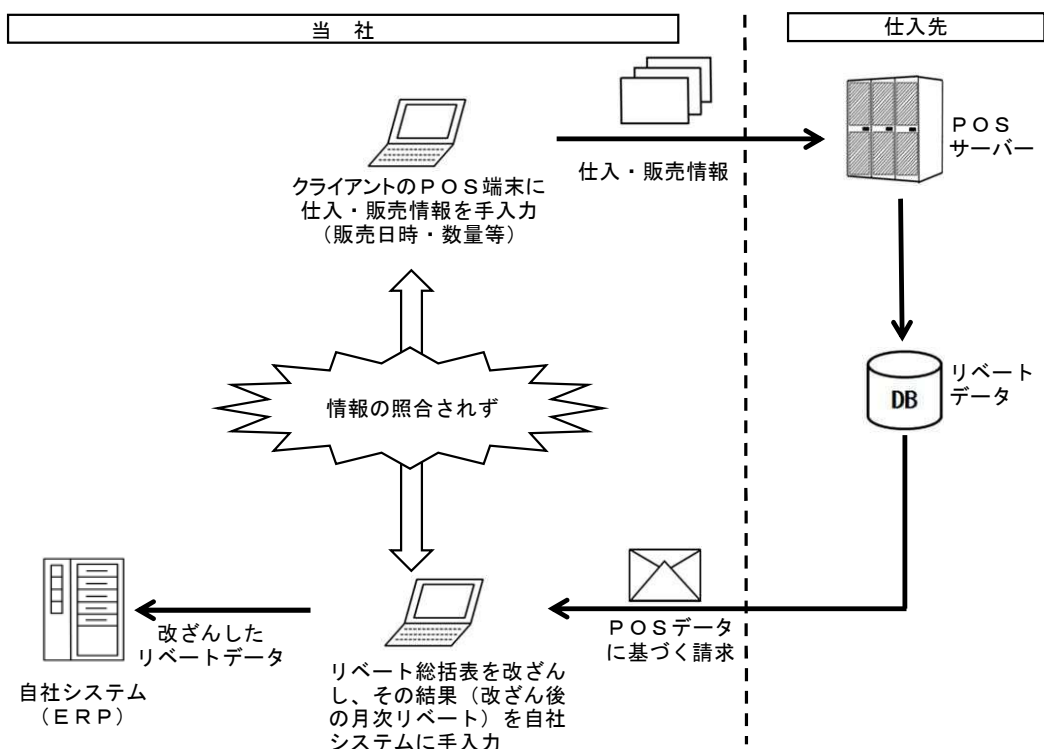 当 社
仕入先
POS
サーバー
仕入・販売情報
クライアントのPOS端末に
仕入・販売情報を手入力
(販売日時・数量等)
情報の照合されず
DB
リベート
データ
POSデータ
に基づく請求
改ざんした
リベートデータ
自社システム
(ERP)
リベート総括表を改ざん
し、その結果(改ざん後
の月次リベート)を自社
システムに手入力